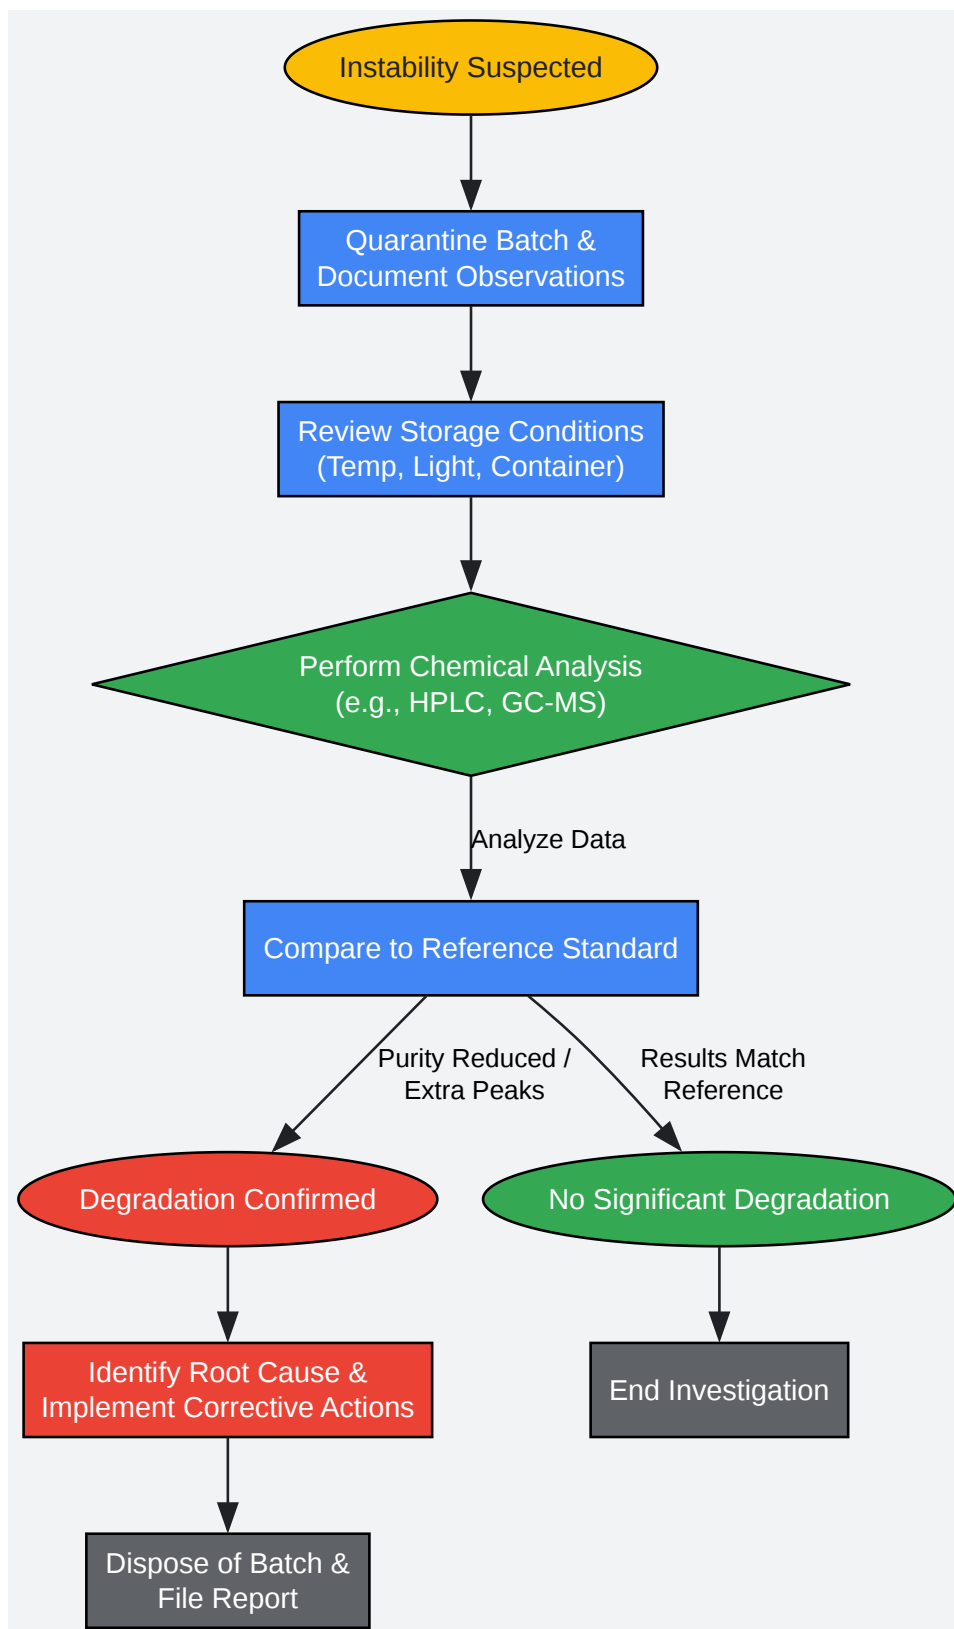 Instability Suspected
Quarantine Batch &
Document Observations
Review Storage Conditions
(Temp, Light, Container)
Perform Chemical Analysis
(e.g., HPLC, GC-MS)
Analyze Data
Compare to Reference Standard
Purity Reduced /
Extra Peaks
Results Match
Reference
Degradation Confirmed
No Significant Degradation
Identify Root Cause &
Implement Corrective Actions
End Investigation
Dispose of Batch &
File Report